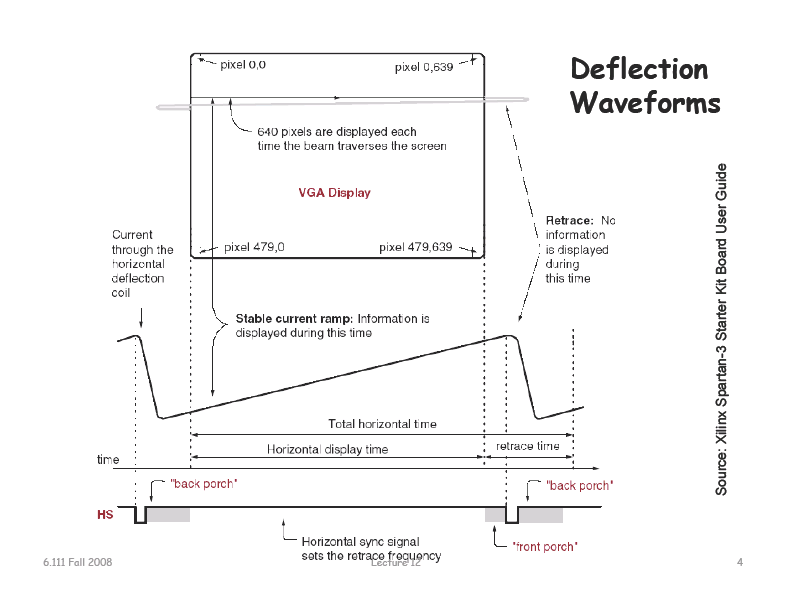 Deflection
Waveforms
pixel 0,0
pixel 0,639
640 pixels are displayed each
time the beam traverses the screen
VGA Display
pixel 479,0
pixel 479,639
Current
through the
horizontal
deflection
coil
Retrace: No
information
is displayed
during
this time
Stable current ramp: Information is
displayed during this time
Total horizontal time
Horizontal display time
retrace time
time
"back porch"
"back porch"
HS
Horizontal sync signal
sets the retrace frequency
"front porch"
Source: Xilinx Spartan-3 Starter Kit Board User Guide
6.111 Fall 2008
Lecture 12
4